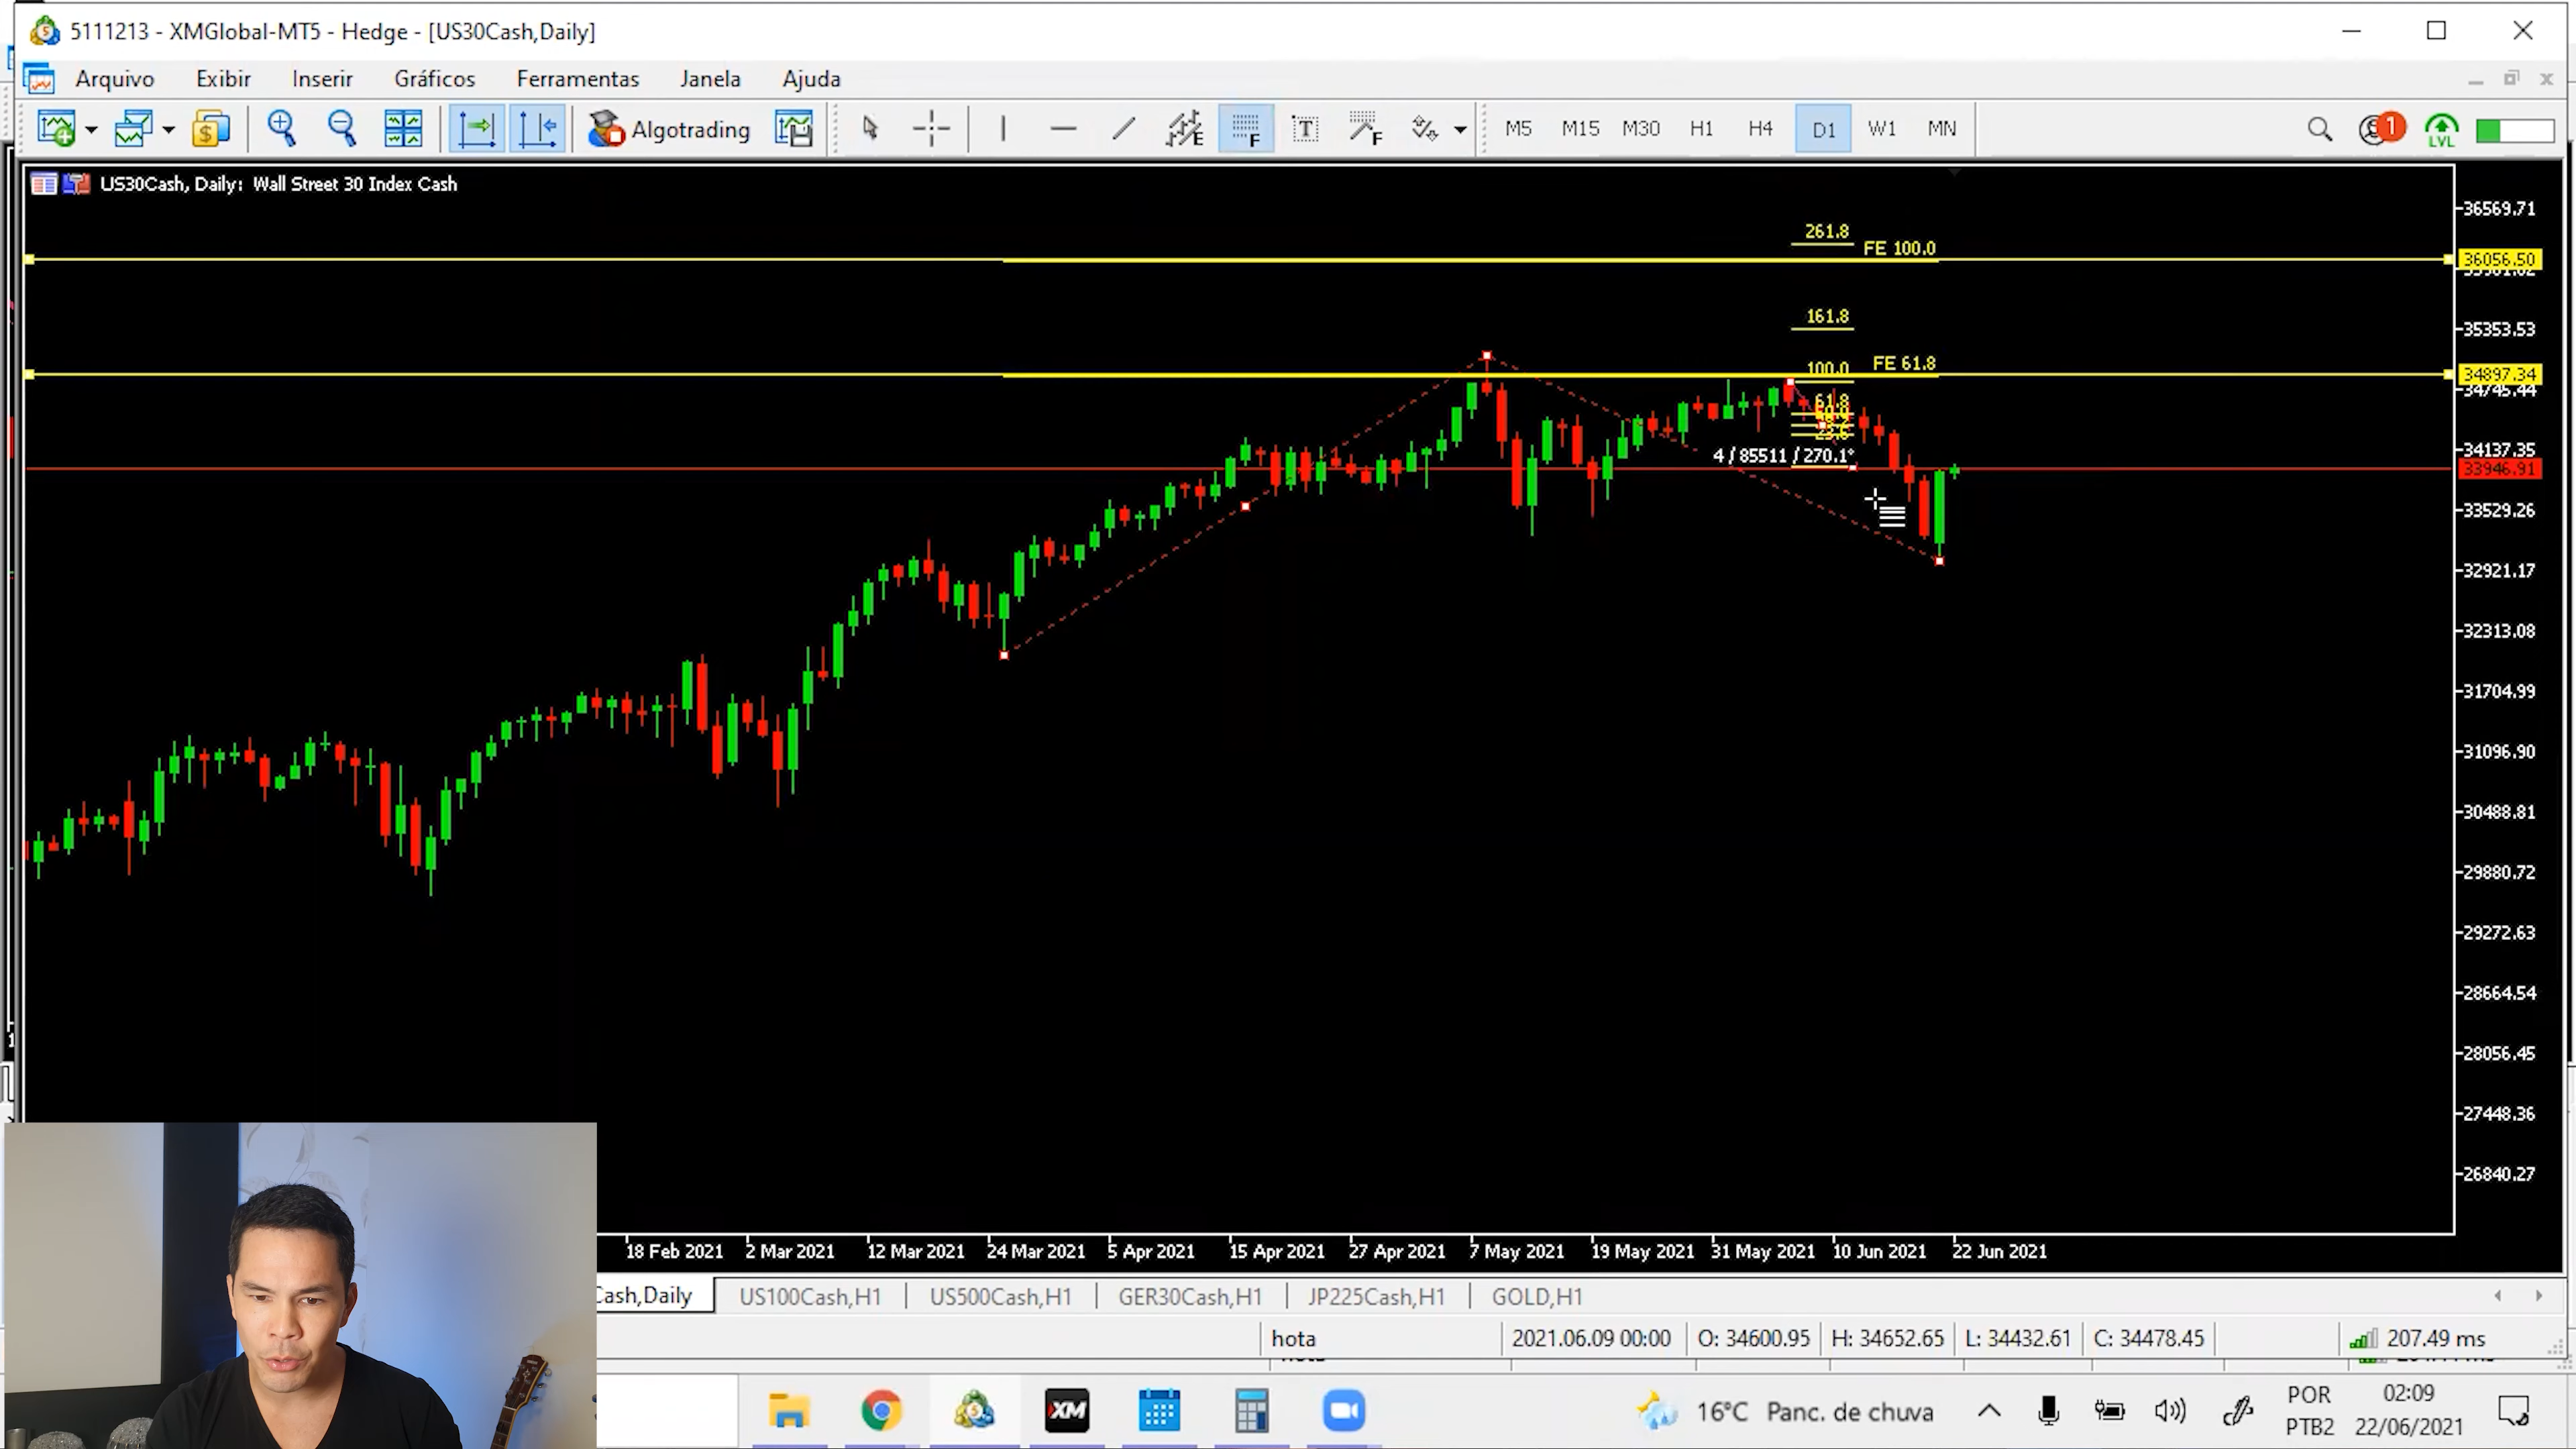 5111213 - XMGlobal-MT5 - Hedge - [US30Cash,Daily]
Arquivo Exibir Inserir Gráficos Ferramentas Janela Ajuda
Algotrading E F T F M5 M15 M30 H1 H4 D1 W1 MN 1 LVL
US30Cash, Daily: Wall Street 30 Index Cash
36569.71
261.8
FE 100.0
36056.50
161.8
35353.53
100.0
FE 61.8
34897.34
34745.44
61.8
23.6
34137.35
4 / 85511 / 270.1°
33946.91
33529.26
32921.17
32313.08
31704.99
31096.90
30488.81
29880.72
29272.63
28664.54
28056.45
27448.36
26840.27
18 Feb 2021 2 Mar 2021 12 Mar 2021 24 Mar 2021 5 Apr 2021 15 Apr 2021 27 Apr 2021 7 May 2021 19 May 2021 31 May 2021 10 Jun 2021 22 Jun 2021
Cash,Daily US100Cash,H1 US500Cash,H1 GER30Cash,H1 JP225Cash,H1 GOLD,H1
hota 2021.06.09 00:00 O: 34600.95 H: 34652.65 L: 34432.61 C: 34478.45 207.49 ms
XM 16°C Panc. de chuva POR 02:09
PTB2 22/06/2021